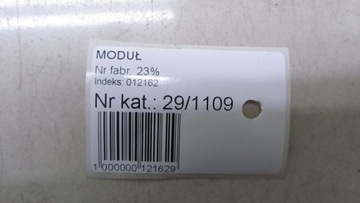 MODUŁ
Nr fabr. 23%
Indeks: 012162
Nr kat.: 29/1109
1 000000 121629